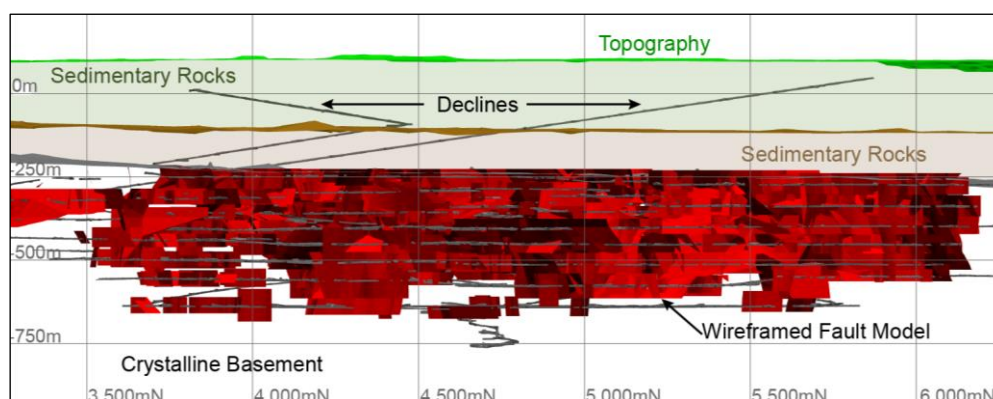 Topography
Sedimentary Rocks
0m
Declines
Sedimentary Rocks
-250m
-500m
Wireframed Fault Model
-750m
Crystalline Basement
3,500mN
4,000mN
4,500mN
5,000mN
5,500mN
6,000mN